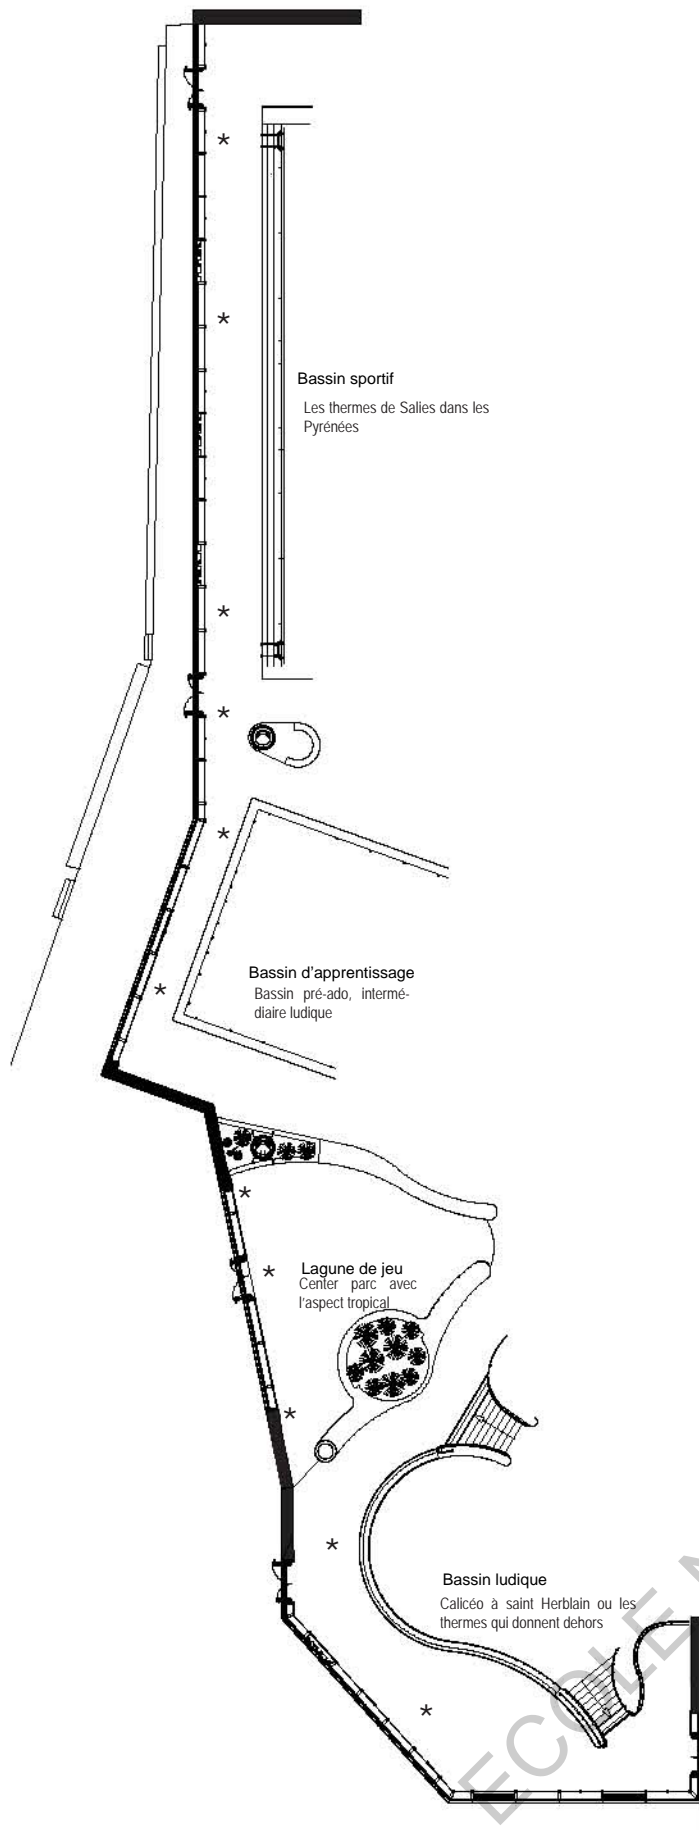 Bassin sportif
Les thermes de Salies dans les
Pyrénées
Bassin d'apprentissage
Bassin pré-ado, intermé-
diaire ludique
Lagune de jeu
Center parc avec
l'aspect tropical
Bassin ludique
Calicéo à saint Herblain ou les
thermes qui donnent dehors
ECOLE